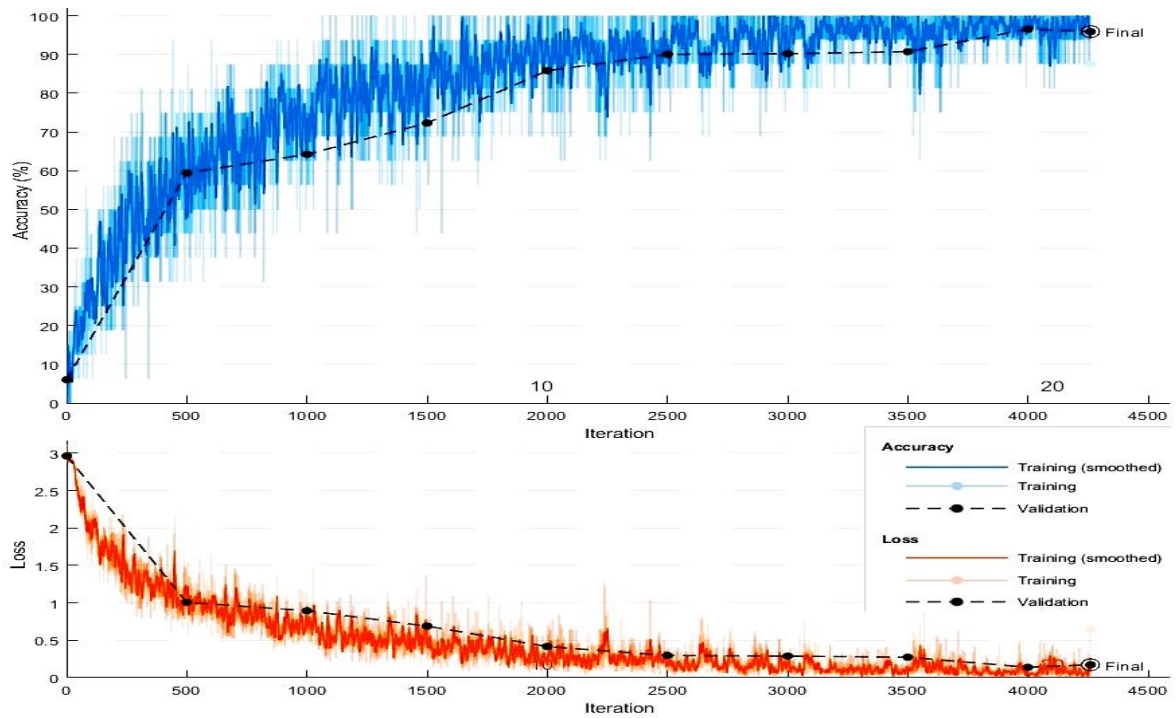 100
90
80
70
60
50
40
30
20
10
0
Accuracy (%)
Final
10
20
0 500 1000 1500 2000 2500 3000 3500 4000 4500
Iteration
3
2.5
2
1.5
1
0.5
0
Loss
Final
0 500 1000 1500 2000 2500 3000 3500 4000 4500
Iteration
Accuracy
Training (smoothed)
Training
Validation
Loss
Training (smoothed)
Training
Validation